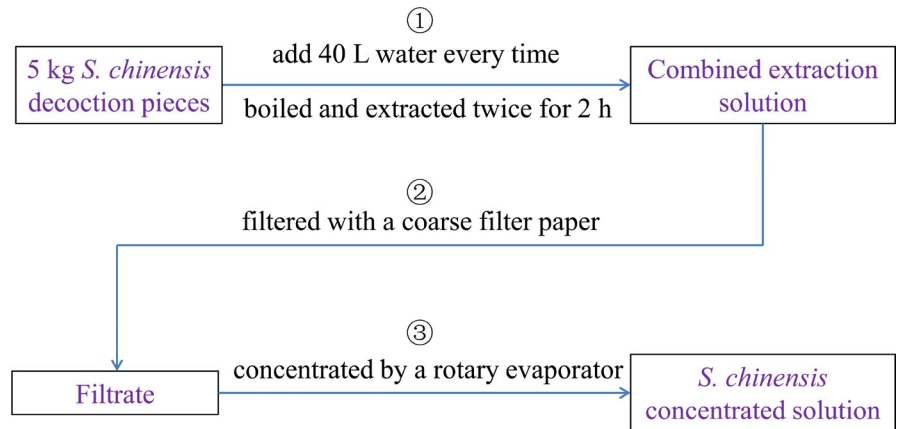 ①
add 40 L water every time
5 kg S. chinensis
decoction pieces
boiled and extracted twice for 2 h
Combined extraction
solution
②
filtered with a coarse filter paper
③
Filtrate
concentrated by a rotary evaporator
S. chinensis
concentrated solution